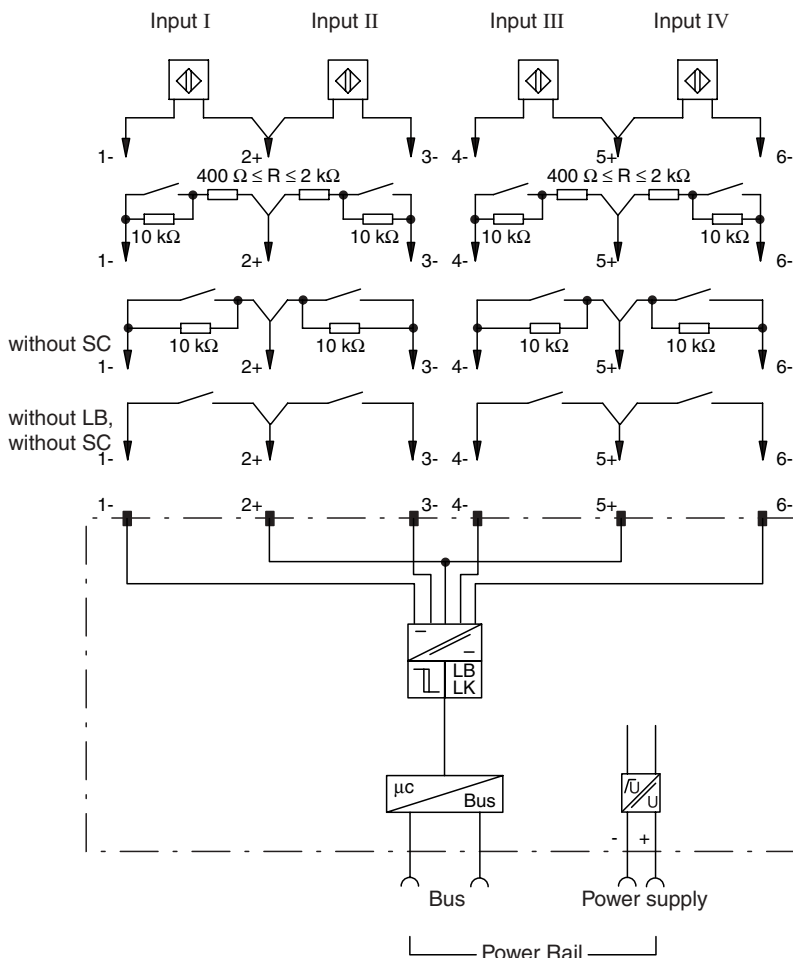 Input I Input II Input III Input IV
1- 2+ 3- 4- 5+ 6-
400 Ω ≤ R ≤ 2 kΩ 400 Ω ≤ R ≤ 2 kΩ
10 kΩ 10 kΩ 10 kΩ 10 kΩ
1- 2+ 3- 4- 5+ 6-
without SC
10 kΩ 10 kΩ 10 kΩ 10 kΩ
1- 2+ 3- 4- 5+ 6-
without LB,
without SC
1- 2+ 3- 4- 5+ 6-
1- 2+ 3- 4- 5+ 6-
LB
LK
µc
Bus
U
U
- +
Bus Power supply
Power Rail